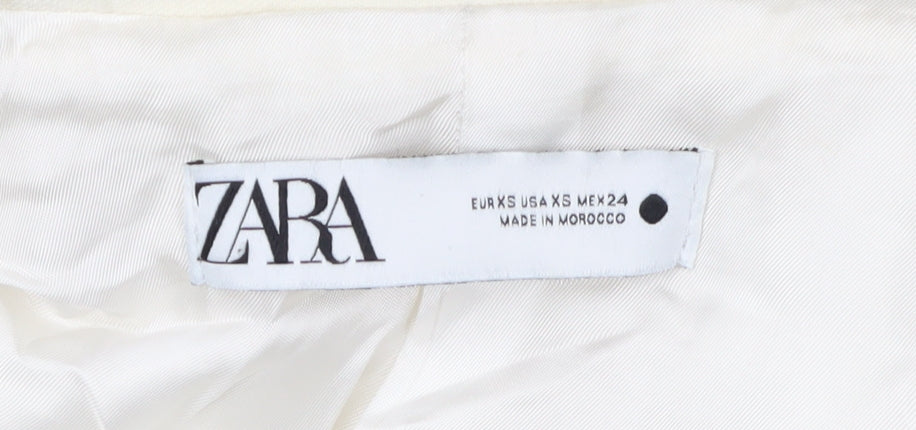 ZARA
EUR XS USA XS MEX 24
MADE IN MOROCCO